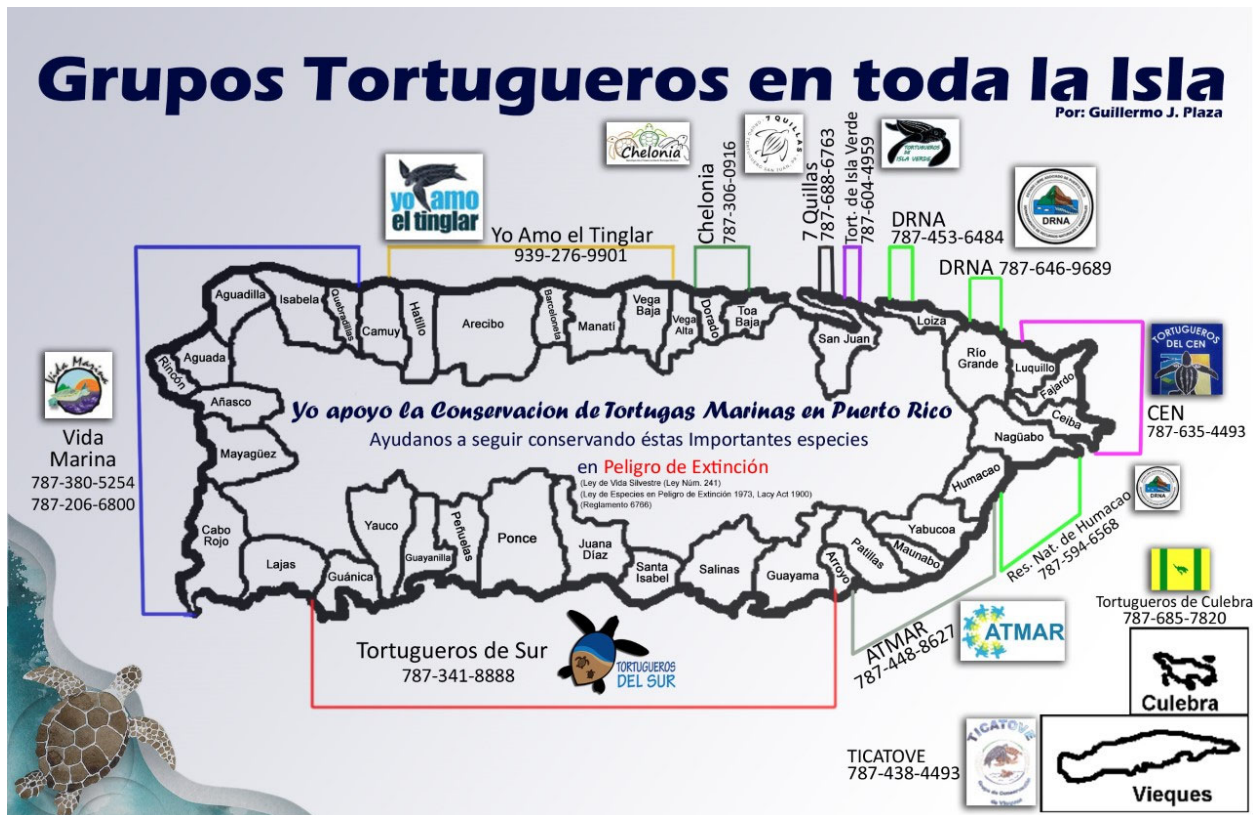 Grupos Tortugueros en toda la Isla
Por: Guillermo J. Plaza
Chelonia
7 QUILLAS
TORTUGUEROS
DE
ISLA VERDE
yo amo
el tinglar
DRNA
Yo Amo el Tinglar
939-276-9901
Chelonia
787-306-0916
7 Quillas
787-688-6763
Tort. de Isla Verde
787-604-4959
DRNA
787-453-6484
DRNA 787-646-9689
Aguadilla
Isabela
Quebradillas
Camuy
Hatillo
Arecibo
Barceloneta
Manatí
Vega
Baja
Vega
Alta
Dorado
Toa
Baja
San Juan
Loiza
Río
Grande
Luquillo
Fajardo
Ceiba
Nagüabo
Humacao
Yabucoa
Maunabo
Patillas
Arroyo
Guayama
Salinas
Santa
Isabel
Juana
Díaz
Ponce
Peñuelas
Guayanilla
Yauco
Guánica
Lajas
Cabo
Rojo
Mayagüez
Añasco
Rincón
Aguada
Vida Marina
Vida
Marina
787-380-5254
787-206-6800
Yo apoyo la Conservacion de Tortugas Marinas en Puerto Rico
Ayudanos a seguir conservando éstas Importantes especies
en Peligro de Extinción
(Ley de Vida Silvestre (Ley Núm. 241)
(Ley de Especies en Peligro de Extinción 1973, Lacy Act 1900)
(Reglamento 6766)
TORTUGUEROS
DEL CEN
CEN
787-635-4493
DRNA
Res. Nat. de Humacao
787-594-6568
Tortugueros de Culebra
787-685-7820
Culebra
ATMAR
787-448-8627
ATMAR
Tortugueros de Sur
787-341-8888
TORTUGUEROS
DEL SUR
TICATOVE
787-438-4493
TICATOVE
Vieques